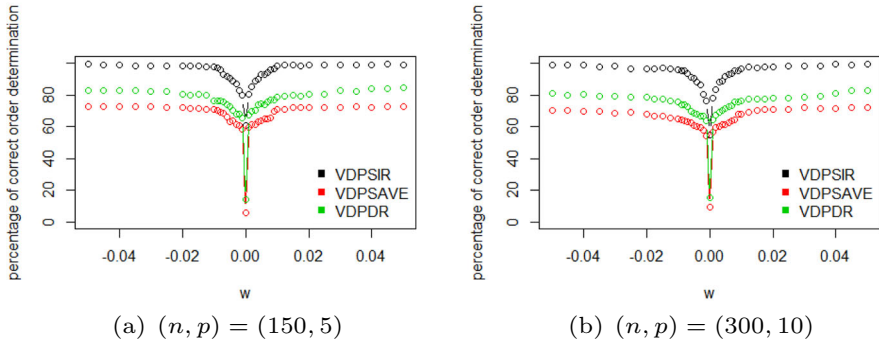 percentage of correct order determination
0 20 40 60 80
VDPSIR
VDPSAVE
VDPDR
-0.04 -0.02 0.00 0.02 0.04
w
(a) (n, p) = (150, 5)
percentage of correct order determination
0 20 40 60 80
VDPSIR
VDPSAVE
VDPDR
-0.04 -0.02 0.00 0.02 0.04
w
(b) (n, p) = (300, 10)